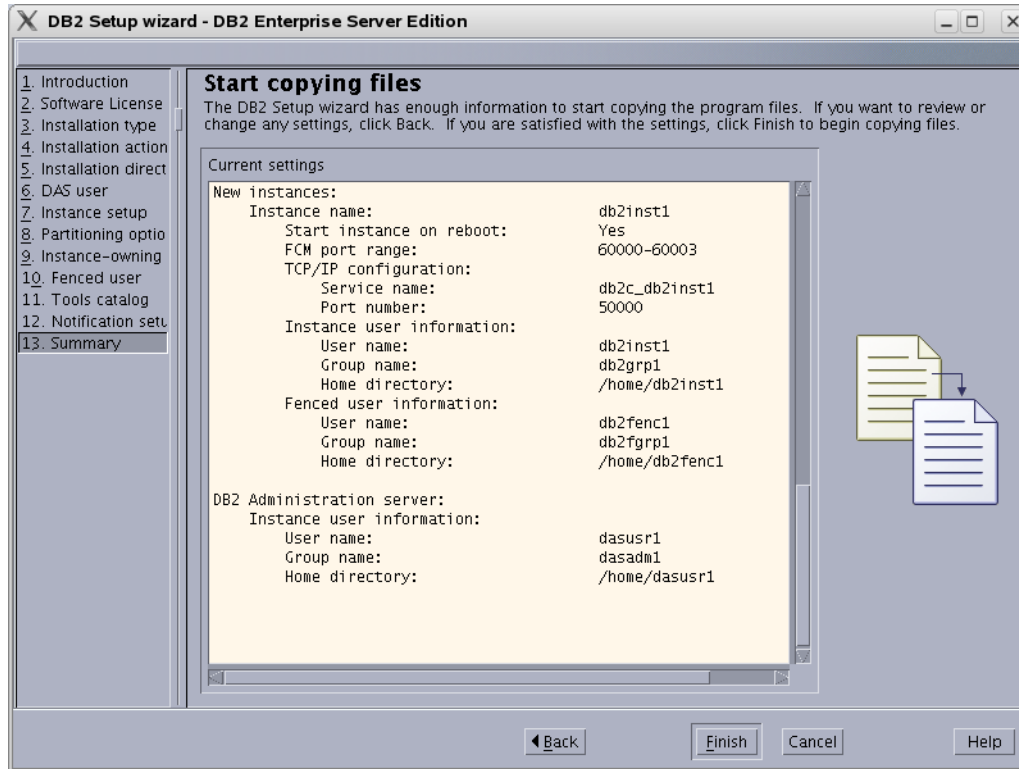 DB2 Setup wizard - DB2 Enterprise Server Edition
1. Introduction
2. Software License
3. Installation type
4. Installation action
5. Installation direct
6. DAS user
7. Instance setup
8. Partitioning optio
9. Instance-owning
10. Fenced user
11. Tools catalog
12. Notification setu
13. Summary
Start copying files
The DB2 Setup wizard has enough information to start copying the program files. If you want to review or
change any settings, click Back. If you are satisfied with the settings, click Finish to begin copying files.
Current settings
New instances:
Instance name: db2inst1
Start instance on reboot: Yes
FCM port range: 60000-60003
TCP/IP configuration:
Service name: db2c_db2inst1
Port number: 50000
Instance user information:
User name: db2inst1
Group name: db2grp1
Home directory: /home/db2inst1
Fenced user information:
User name: db2fenc1
Group name: db2fgrp1
Home directory: /home/db2fenc1
DB2 Administration server:
Instance user information:
User name: dasusr1
Group name: dasadm1
Home directory: /home/dasusr1
Back Finish Cancel Help